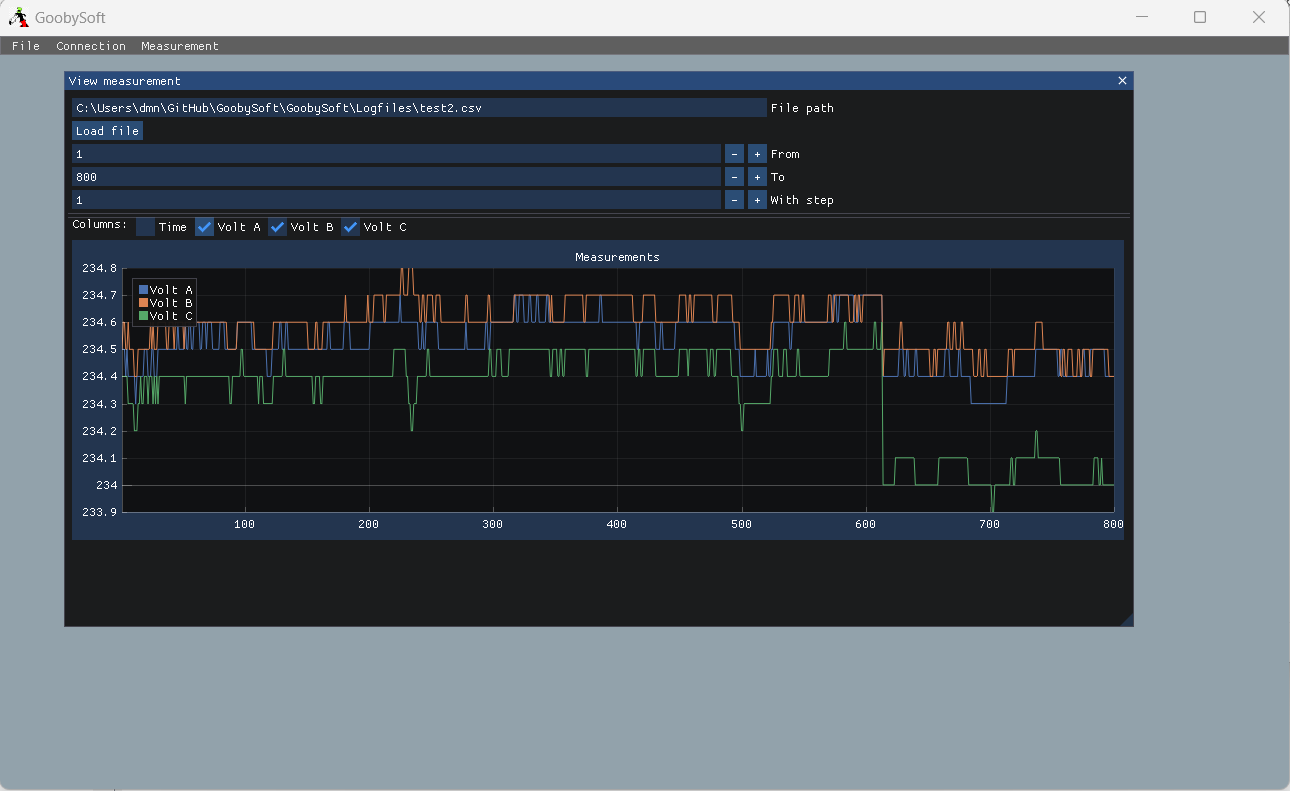 GoobySoft
File Connection Measurement
View measurement
C:\Users\dmn\GitHub\GoobySoft\GoobySoft\Logfiles\test2.csv File path
Load file
1 - + From
800 - + To
1 - + With step
Columns: Time Volt A Volt B Volt C
Measurements
234.8
234.7
234.6
234.5
234.4
234.3
234.2
234.1
234
233.9
Volt A
Volt B
Volt C
100 200 300 400 500 600 700 800